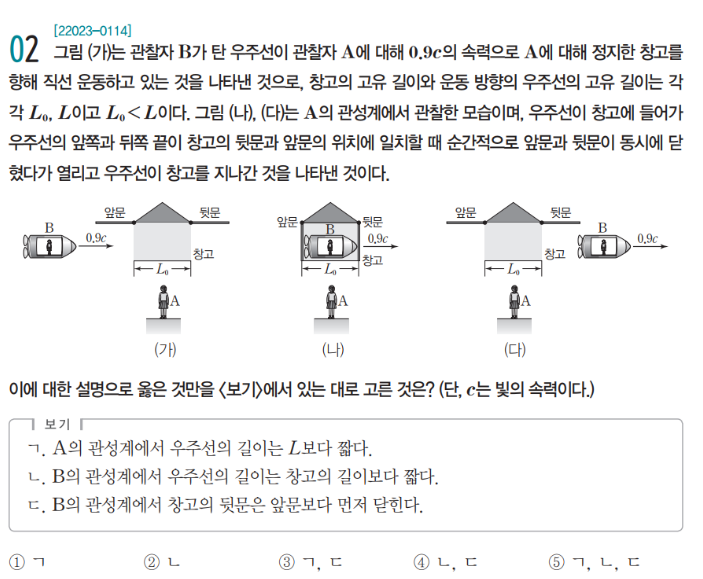 [22023-0114]
02 그림 (가)는 관찰자 B가 탄 우주선이 관찰자 A에 대해 0.9c의 속력으로 A에 대해 정지한 창고를
향해 직선 운동하고 있는 것을 나타낸 것으로, 창고의 고유 길이와 운동 방향의 우주선의 고유 길이는 각
각 L₀, L이고 L₀<L이다. 그림 (나), (다)는 A의 관성계에서 관찰한 모습이며, 우주선이 창고에 들어가
우주선의 앞쪽과 뒤쪽 끝이 창고의 뒷문과 앞문의 위치에 일치할 때 순간적으로 앞문과 뒷문이 동시에 닫
혔다가 열리고 우주선이 창고를 지나간 것을 나타낸 것이다.
앞문 뒷문 B 0.9c 창고 L₀ A
(가)
앞문 뒷문 B 0.9c 창고 L₀ A
(나)
앞문 뒷문 B 0.9c 창고 L₀ A
(다)
이에 대한 설명으로 옳은 것만을 <보기>에서 있는 대로 고른 것은? (단, c는 빛의 속력이다.)
보기
ㄱ. A의 관성계에서 우주선의 길이는 L보다 짧다.
ㄴ. B의 관성계에서 우주선의 길이는 창고의 길이보다 짧다.
ㄷ. B의 관성계에서 창고의 뒷문은 앞문보다 먼저 닫힌다.
① ㄱ ② ㄴ ③ ㄱ, ㄷ ④ ㄴ, ㄷ ⑤ ㄱ, ㄴ, ㄷ